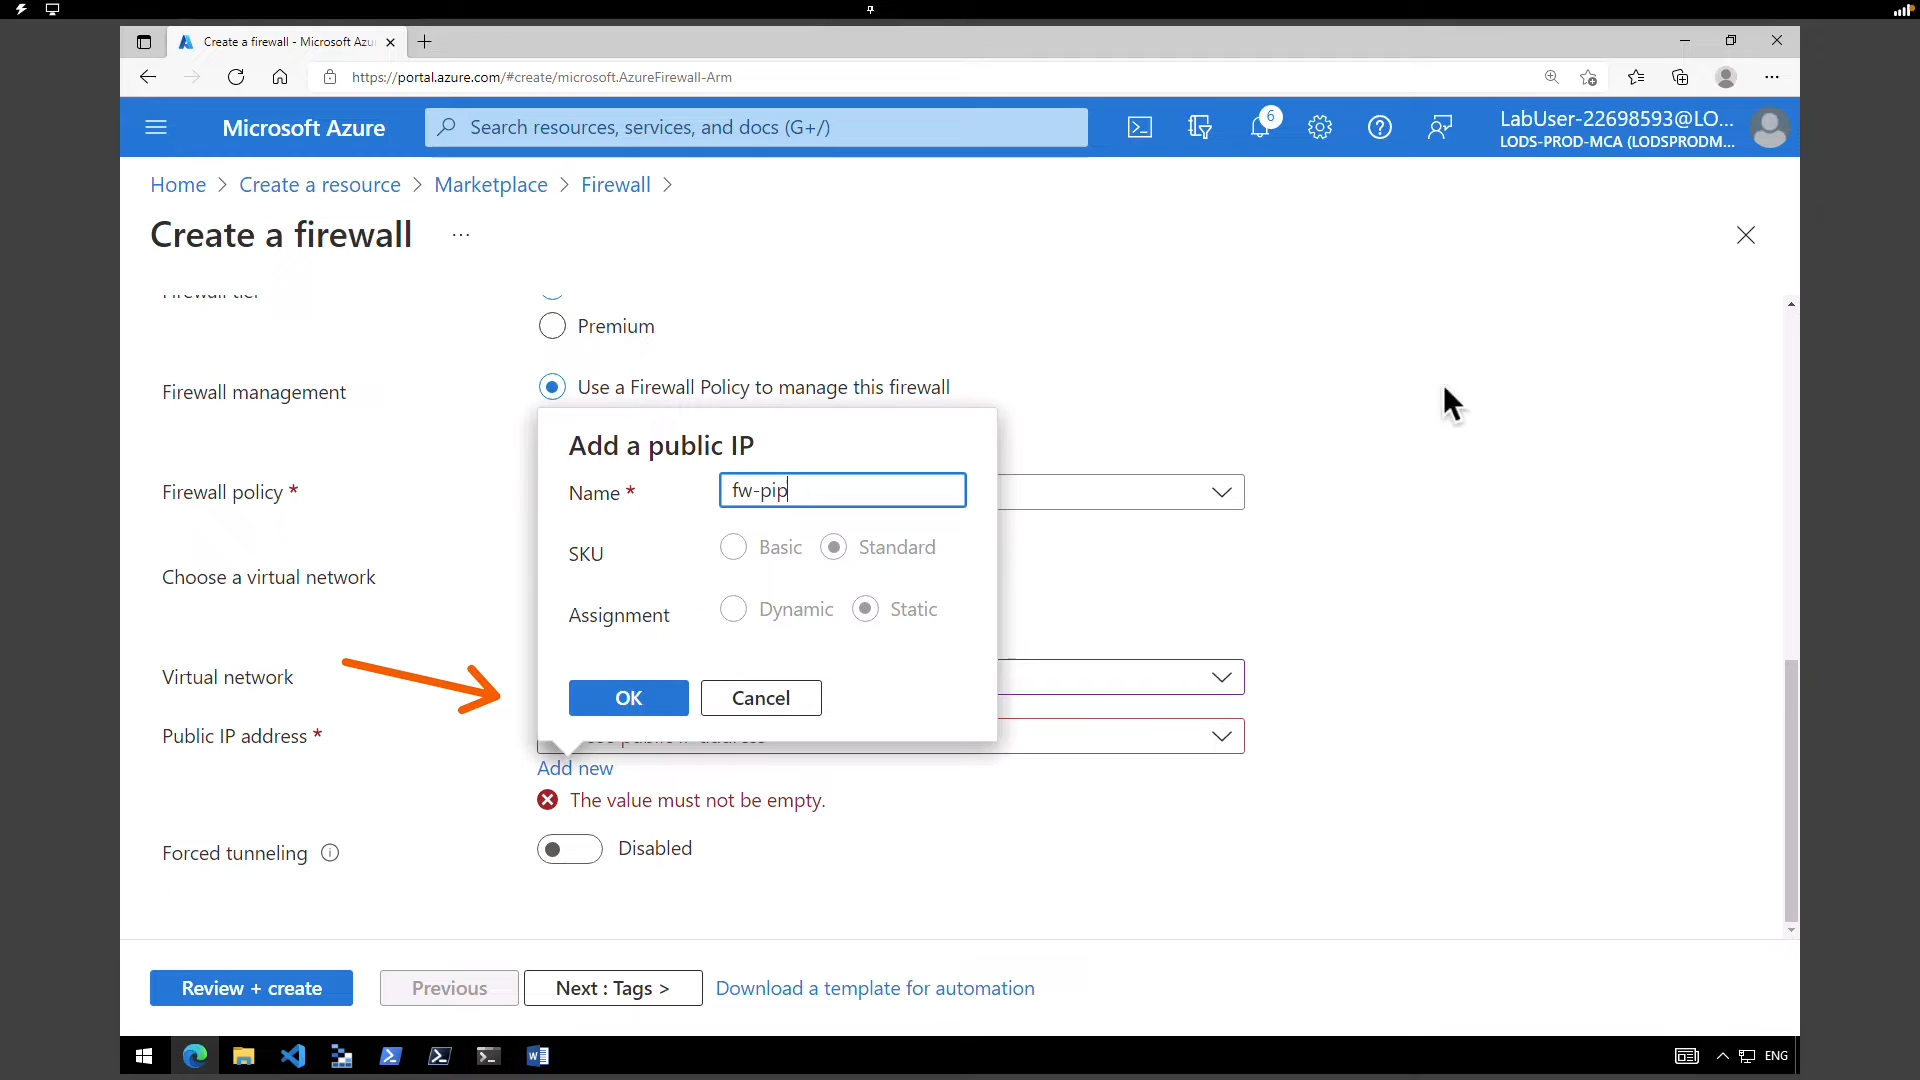 Create a firewall - Microsoft Azu
https://portal.azure.com/#create/microsoft.AzureFirewall-Arm
Microsoft Azure
Search resources, services, and docs (G+/)
6
LabUser-22698593@LO...
LODS-PROD-MCA (LODSPRODM...
Home > Create a resource > Marketplace > Firewall >
Create a firewall ...
Firewall tier
Premium
Firewall management
Use a Firewall Policy to manage this firewall
Add a public IP
Name *
fw-pip
Firewall policy *
SKU
Basic
Standard
Choose a virtual network
Assignment
Dynamic
Static
Virtual network
OK
Cancel
Public IP address *
Add new
The value must not be empty.
Forced tunneling
Disabled
Review + create
Previous
Next : Tags >
Download a template for automation
ENG